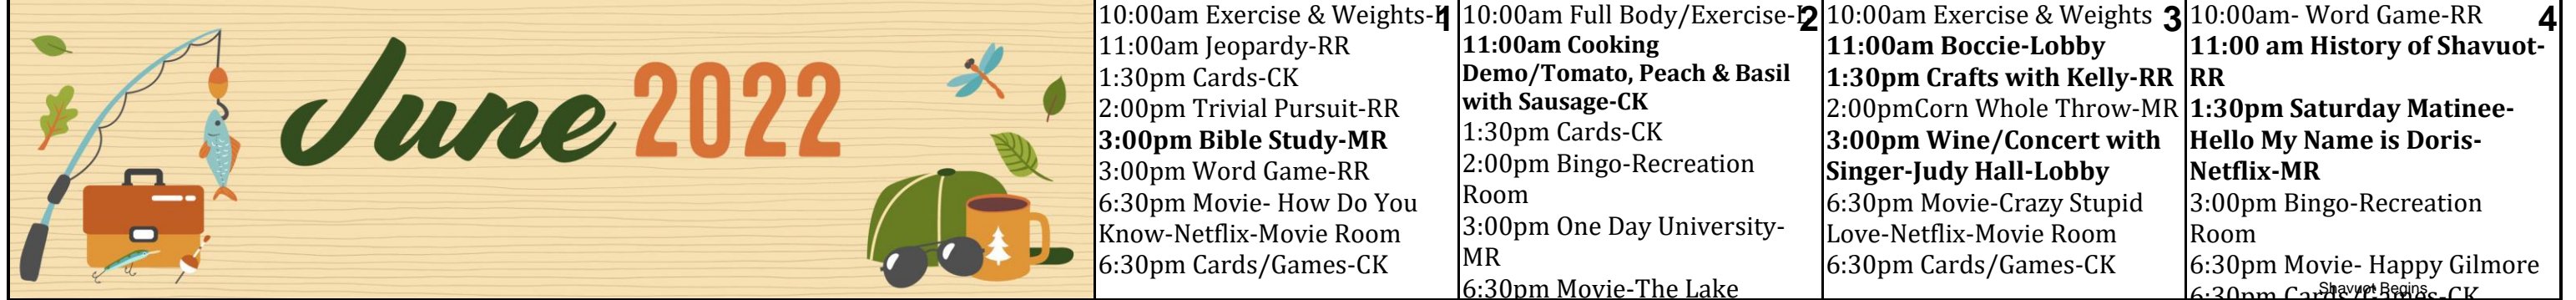 June 2022
10:00am Exercise & Weights-
1
11:00am Jeopardy-RR
1:30pm Cards-CK
2:00pm Trivial Pursuit-RR
3:00pm Bible Study-MR
3:00pm Word Game-RR
6:30pm Movie- How Do You
Know-Netflix-Movie Room
6:30pm Cards/Games-CK
10:00am Full Body/Exercise-
2
11:00am Cooking
Demo/Tomato, Peach & Basil
with Sausage-CK
1:30pm Cards-CK
2:00pm Bingo-Recreation
Room
3:00pm One Day University-
MR
6:30pm Movie-The Lake
10:00am Exercise & Weights
3
11:00am Boccie-Lobby
1:30pm Crafts with Kelly-RR
2:00pmCorn Whole Throw-MR
3:00pm Wine/Concert with
Singer-Judy Hall-Lobby
6:30pm Movie-Crazy Stupid
Love-Netflix-Movie Room
6:30pm Cards/Games-CK
10:00am- Word Game-RR
4
11:00 am History of Shavuot-
RR
1:30pm Saturday Matinee-
Hello My Name is Doris-
Netflix-MR
3:00pm Bingo-Recreation
Room
6:30pm Movie- Happy Gilmore
6:30pm Cards/Games-CK
Shavuot Begins